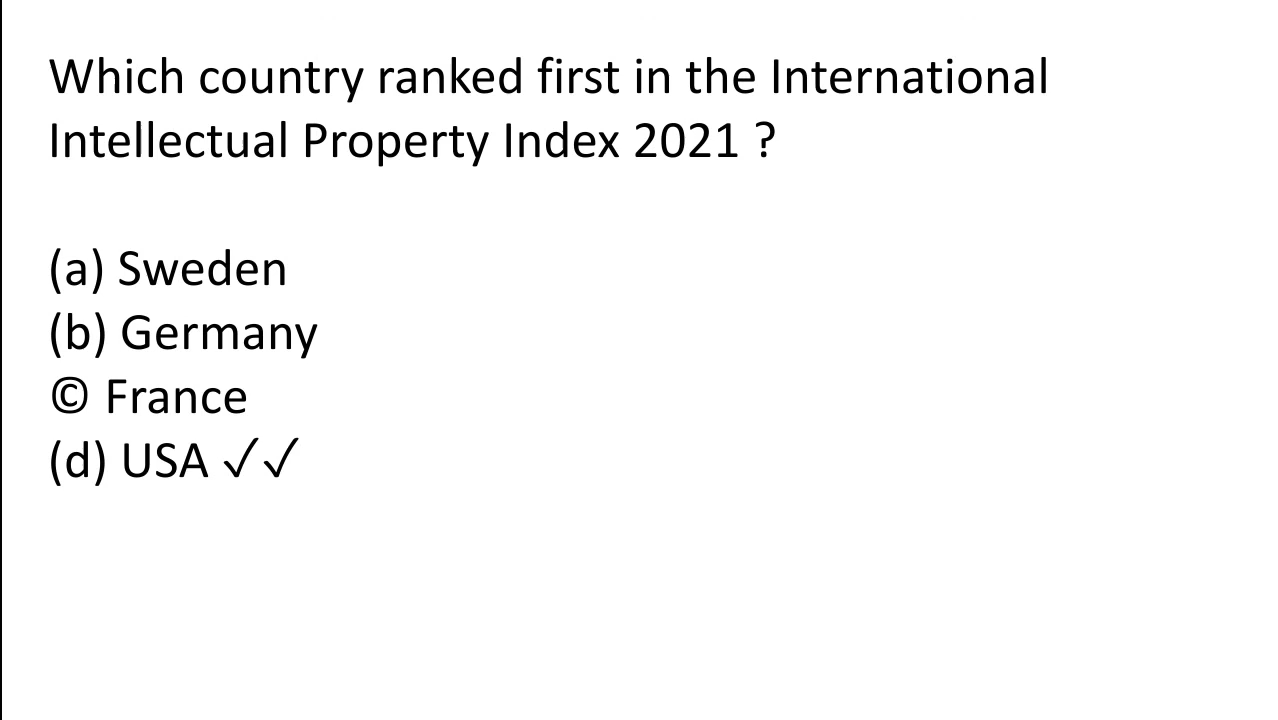 Which country ranked first in the International
Intellectual Property Index 2021 ?
(a) Sweden
(b) Germany
© France
(d) USA ✓✓